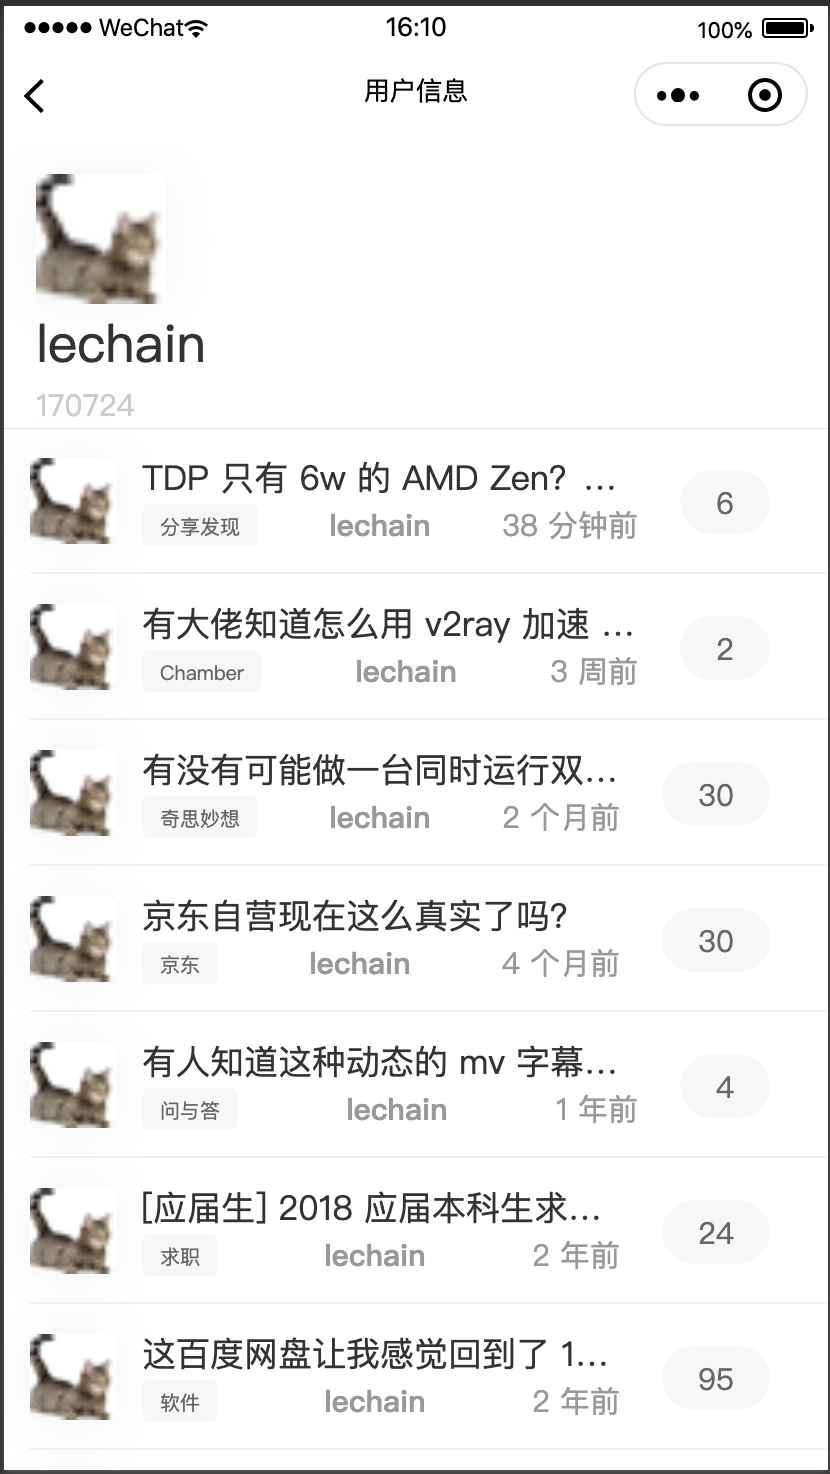 ●●●●● WeChat 16:10 100%
用户信息
lechain
170724
TDP 只有 6w 的 AMD Zen? ...
分享发现 lechain 38 分钟前 6
有大佬知道怎么用 v2ray 加速 ...
Chamber lechain 3 周前 2
有没有可能做一台同时运行双...
奇思妙想 lechain 2 个月前 30
京东自营现在这么真实了吗?
京东 lechain 4 个月前 30
有人知道这种动态的 mv 字幕...
问与答 lechain 1 年前 4
[应届生] 2018 应届本科生求...
求职 lechain 2 年前 24
这百度网盘让我感觉回到了 1...
软件 lechain 2 年前 95